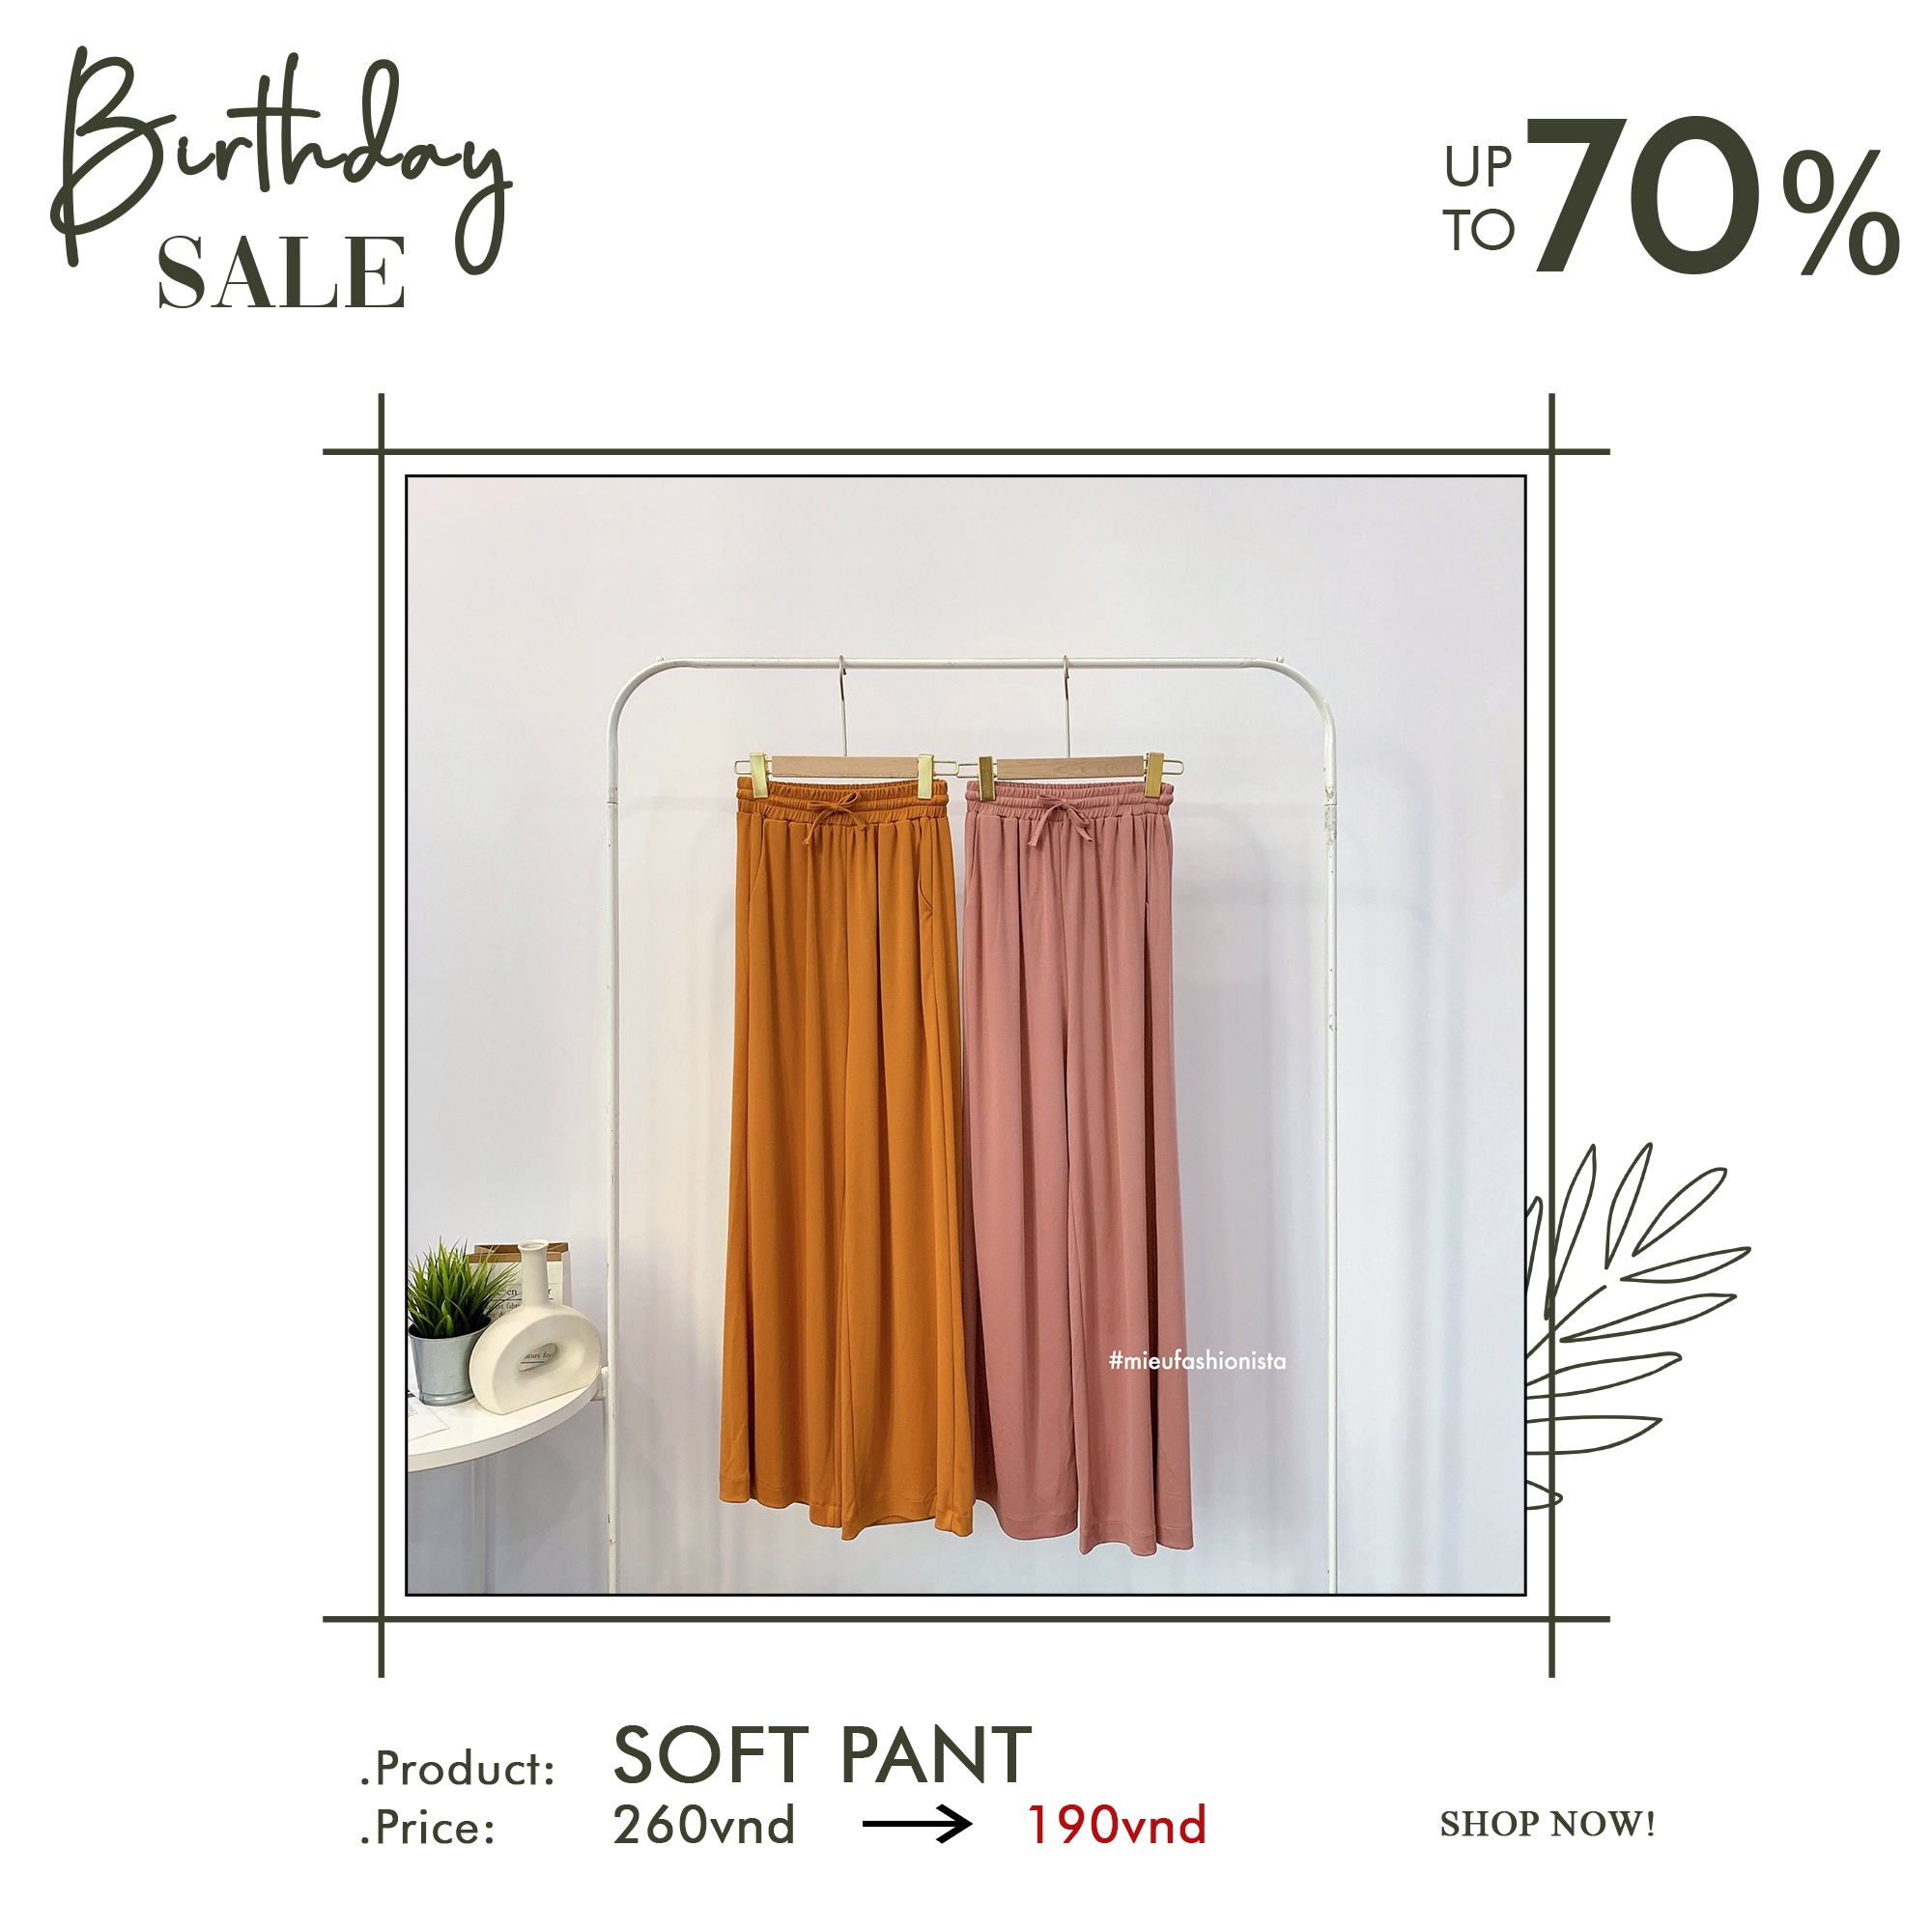 Birthday
SALE
UP
TO
70%
#mieufashionista
.Product: SOFT PANT
.Price: 260vnd → 190vnd
SHOP NOW!